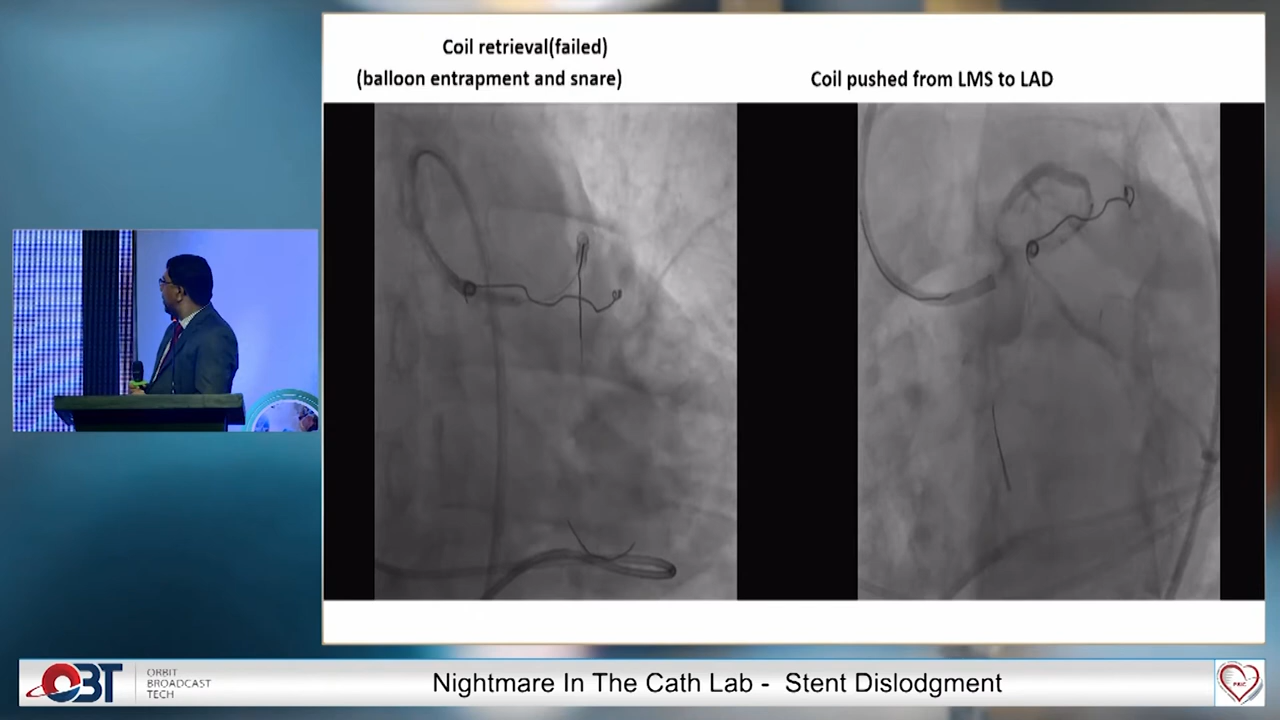 Coil retrieval(failed)
(balloon entrapment and snare)
Coil pushed from LMS to LAD
OBT
ORBIT
BROADCAST
TECH
Nightmare In The Cath Lab - Stent Dislodgment